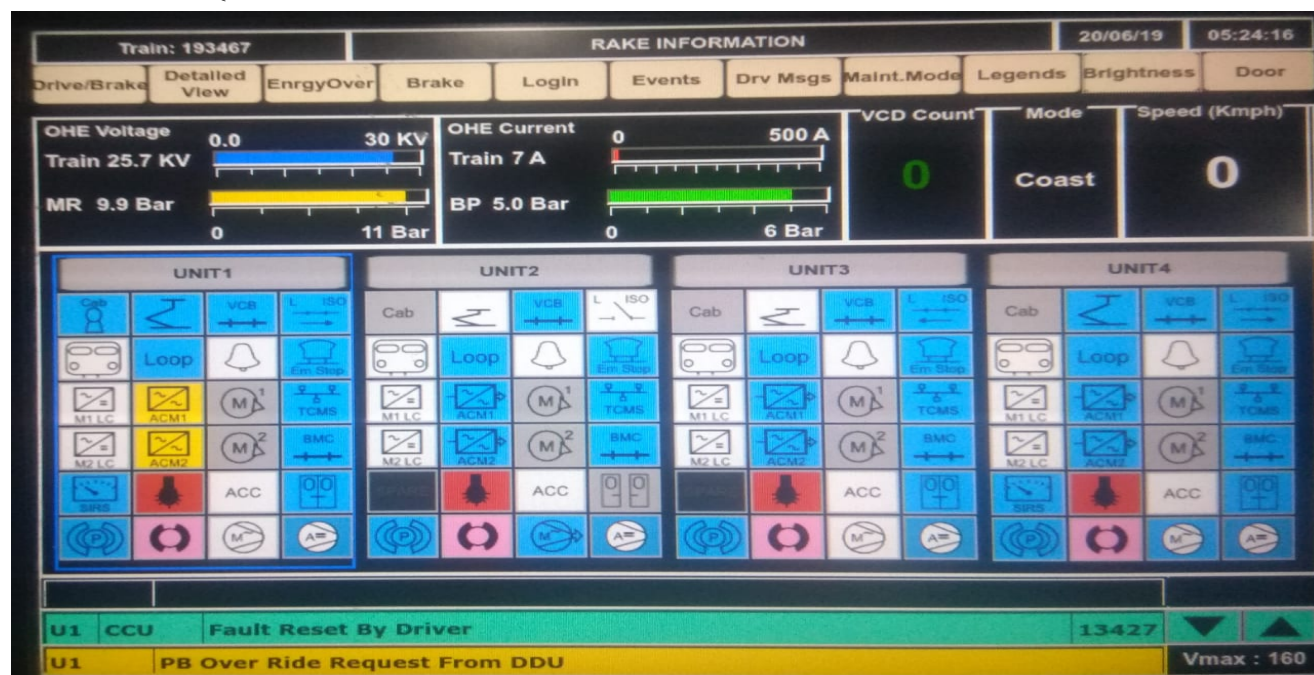 Train: 193467 RAKE INFORMATION 20/06/19 05:24:16
Drive/Brake Detailed View EnrgyOver Brake LogIn Events Drv Msgs Maint.Mode Legends Brightness Door
OHE Voltage 0.0 30 KV OHE Current 0 500 A VCD Count Mode Speed (Kmph)
Train 25.7 KV Train 7 A 0 Coast 0
MR 9.9 Bar BP 5.0 Bar
0 11 Bar 0 6 Bar
UNIT1 UNIT2 UNIT3 UNIT4
Cab VCB L ISO Cab VCB L ISO Cab VCB L ISO Cab VCB L ISO
Loop Em Stop Loop Em Stop Loop Em Stop Loop Em Stop
M1 LC ACM1 M 1 TCMS M1 LC ACM1 M 1 TCMS M1 LC ACM1 M 1 TCMS M1 LC ACM1 M 1 TCMS
M2 LC ACM2 M 2 BMC M2 LC ACM2 M 2 BMC M2 LC ACM2 M 2 BMC M2 LC ACM2 M 2 BMC
SIRS ACC SPARE ACC SPARE ACC SIRS ACC
P M A P M A P M A P M A
U1 CCU Fault Reset By Driver 13427
U1 PB Over Ride Request From DDU Vmax : 160